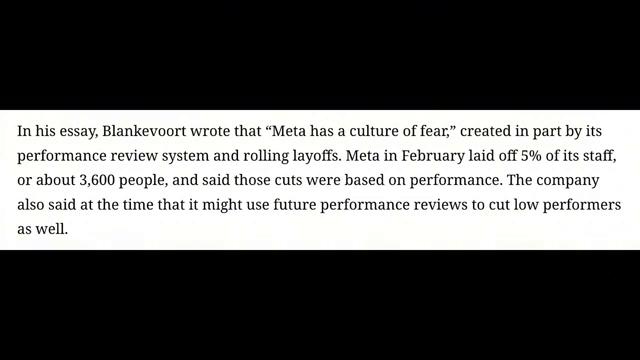 In his essay, Blankevoort wrote that “Meta has a culture of fear,” created in part by its
performance review system and rolling layoffs. Meta in February laid off 5% of its staff,
or about 3,600 people, and said those cuts were based on performance. The company
also said at the time that it might use future performance reviews to cut low performers
as well.